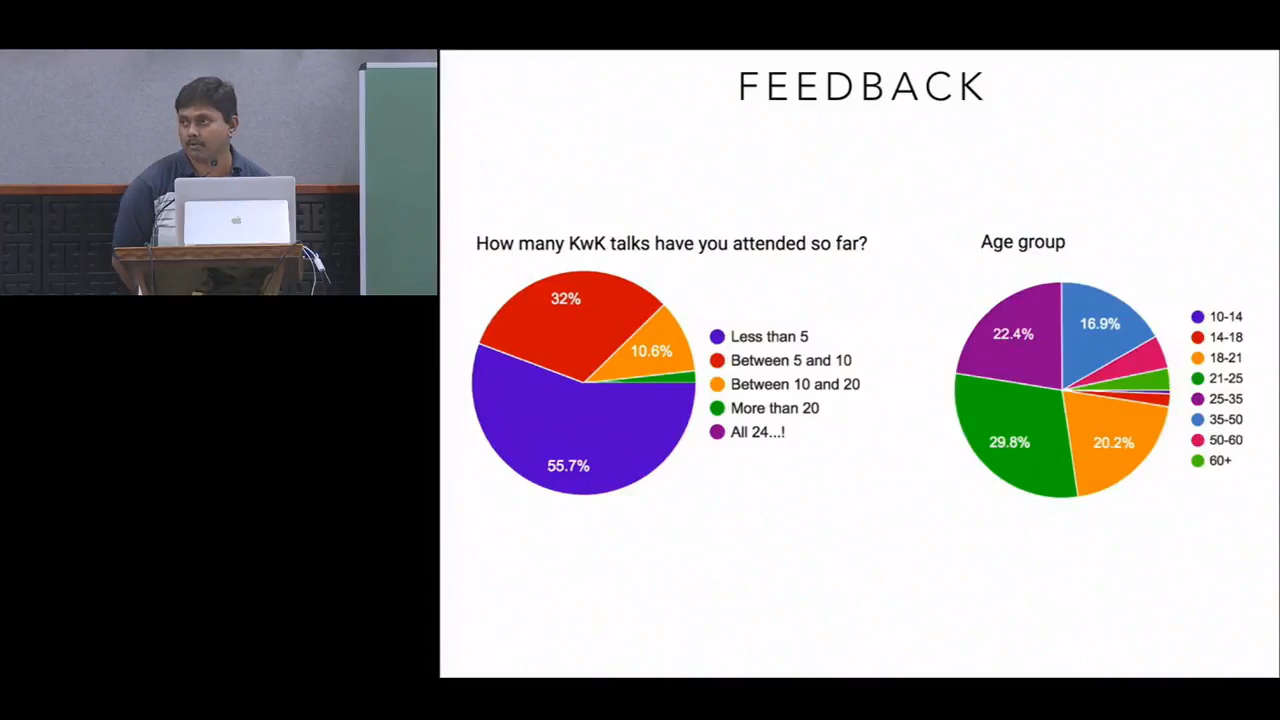 FEEDBACK
How many KwK talks have you attended so far?
32%
10.6%
55.7%
Less than 5
Between 5 and 10
Between 10 and 20
More than 20
All 24...!
Age group
22.4%
16.9%
29.8%
20.2%
10-14
14-18
18-21
21-25
25-35
35-50
50-60
60+